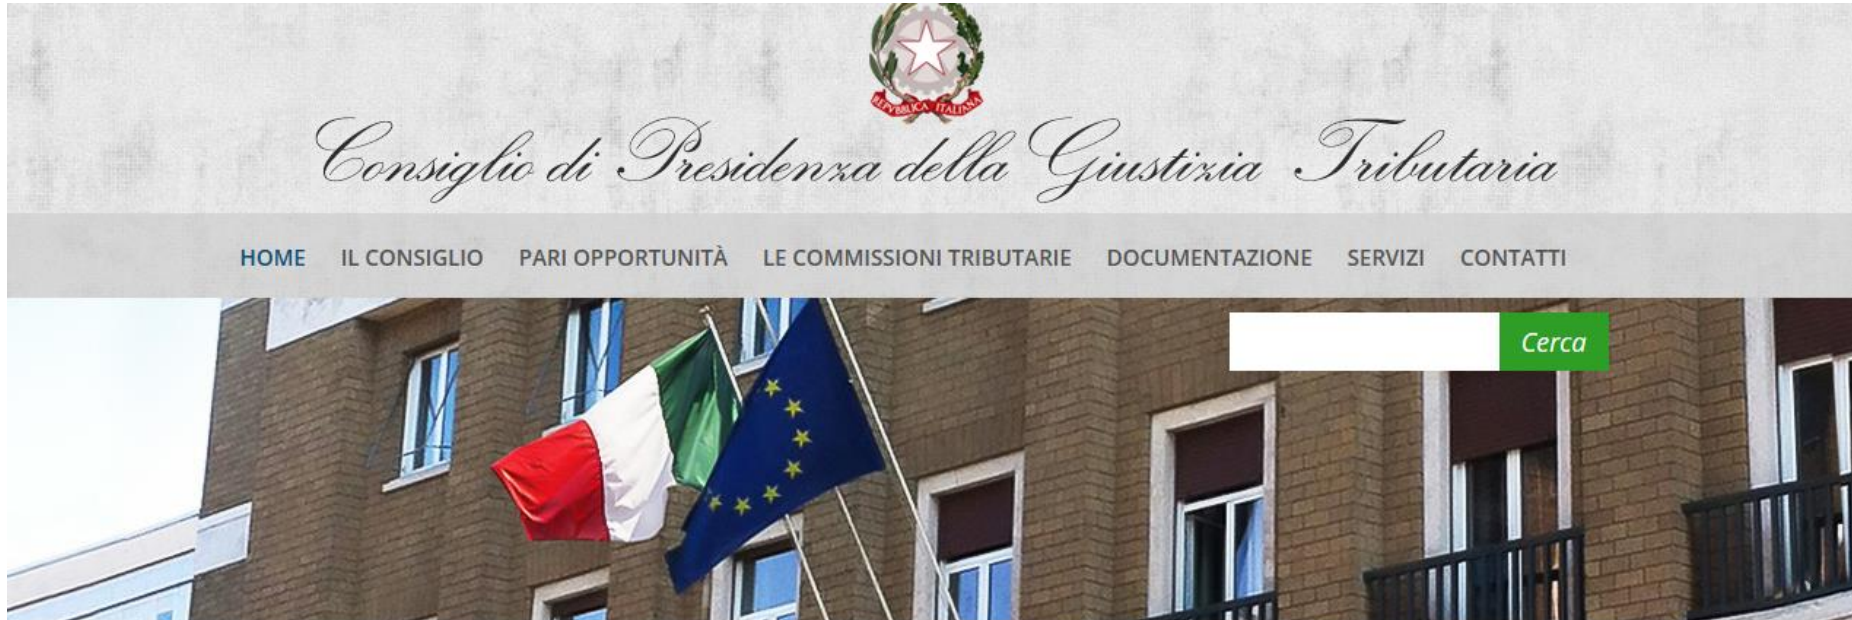 REPVBBLICA ITALIANA
Consiglio di Presidenza della Giustizia Tributaria
HOME IL CONSIGLIO PARI OPPORTUNITÀ LE COMMISSIONI TRIBUTARIE DOCUMENTAZIONE SERVIZI CONTATTI
Cerca